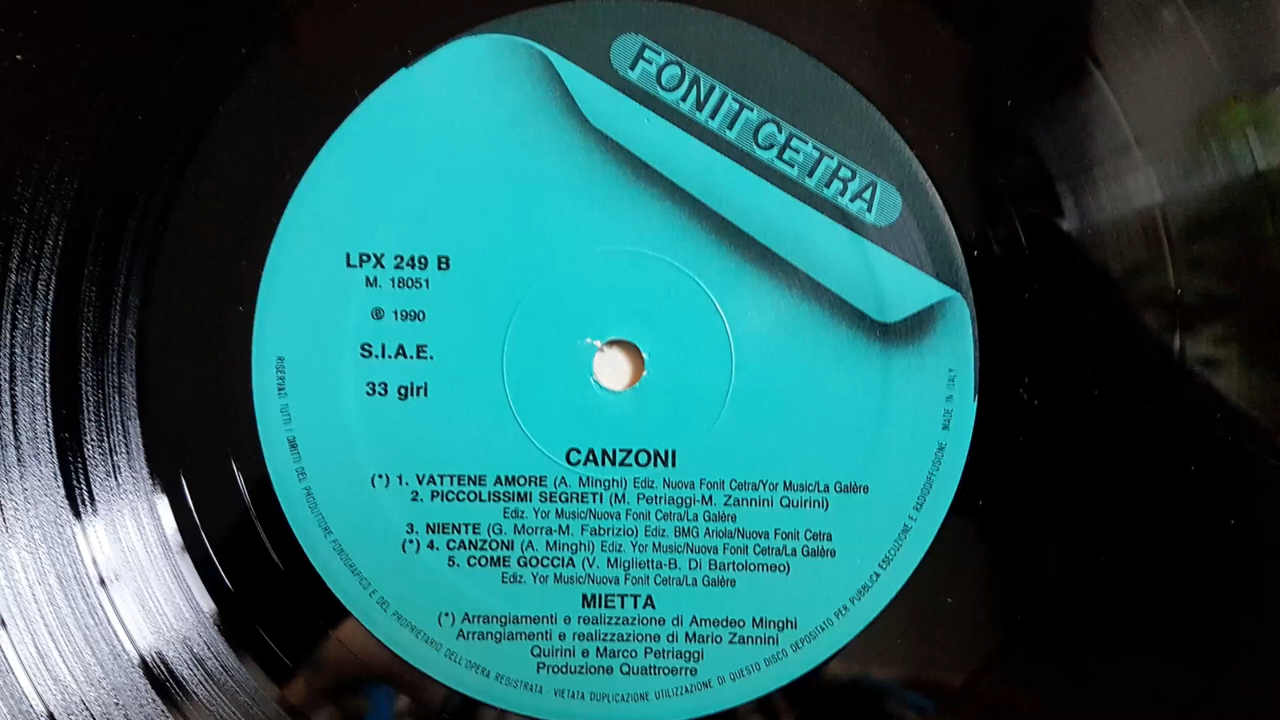 FONIT CETRA
LPX 249 B
M. 18051
℗ 1990
S.I.A.E.
33 giri
CANZONI
(*) 1. VATTENE AMORE (A. Minghi) Ediz. Nuova Fonit Cetra/Yor Music/La Galère
2. PICCOLISSIMI SEGRETI (M. Petriaggi-M. Zannini Quirini)
Ediz. Yor Music/Nuova Fonit Cetra/La Galère
3. NIENTE (G. Morra-M. Fabrizio) Ediz. BMG Ariola/Nuova Fonit Cetra
(*) 4. CANZONI (A. Minghi) Ediz. Yor Music/Nuova Fonit Cetra/La Galère
5. COME GOCCIA (V. Miglietta-B. Di Bartolomeo)
Ediz. Yor Music/Nuova Fonit Cetra/La Galère
MIETTA
(*) Arrangiamenti e realizzazione di Amedeo Minghi
Arrangiamenti e realizzazione di Mario Zannini
Quirini e Marco Petriaggi
Produzione Quattroerre
RISERVATI TUTTI I DIRITTI DEL PRODUTTORE FONOGRAFICO E DEL PROPRIETARIO DELL'OPERA REGISTRATA - VIETATA DUPLICAZIONE UTILIZZAZIONE DI QUESTO DISCO DEPOSITATO PER PUBBLICA ESECUZIONE E RADIODIFFUSIONE MADE IN ITALY